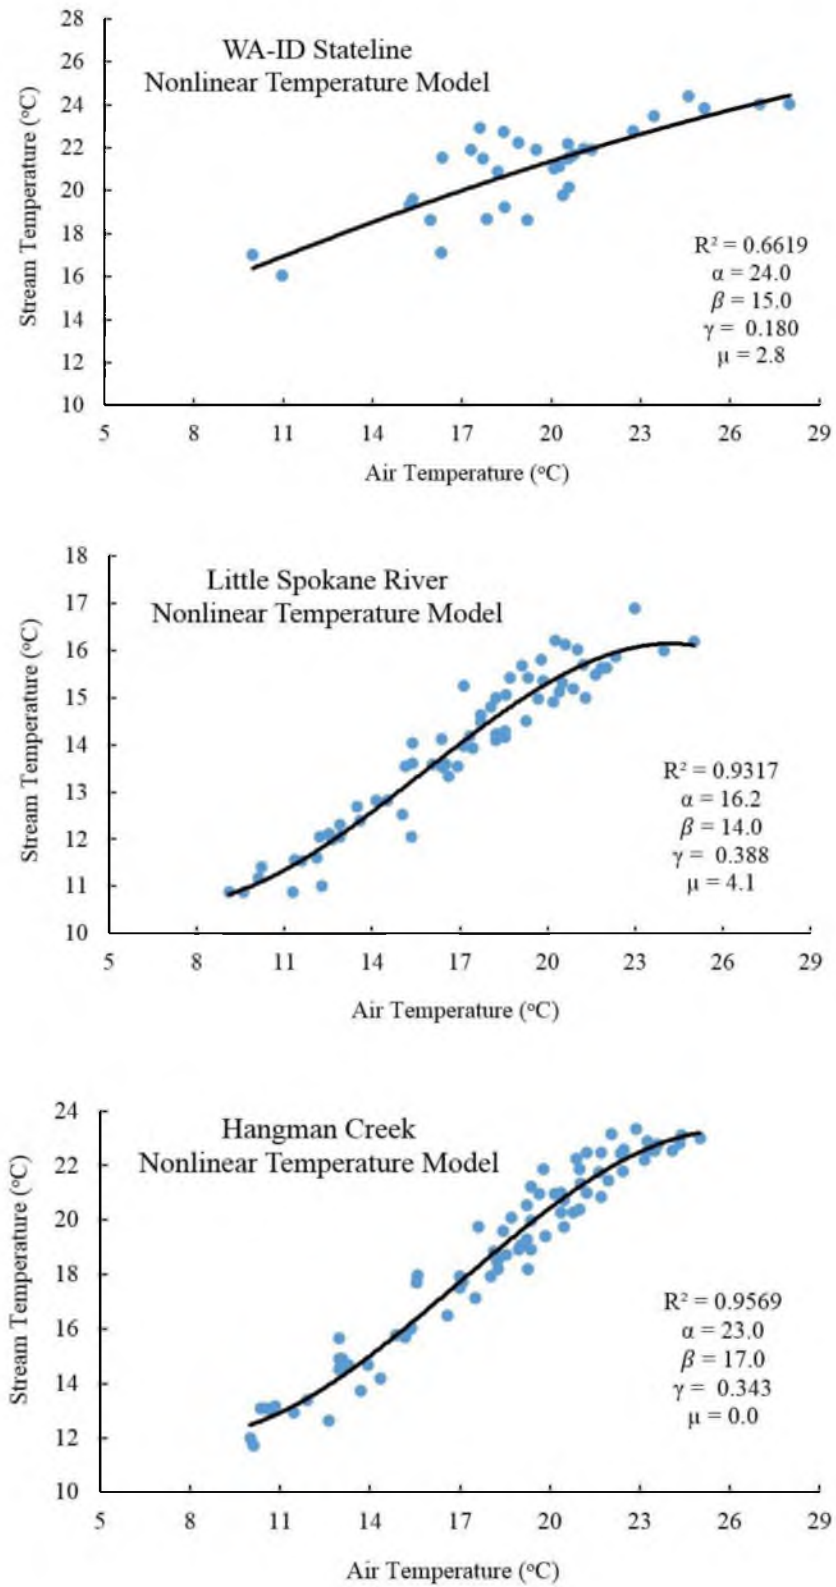 WA-ID Stateline
Nonlinear Temperature Model
28
26
24
22
20
18
16
14
12
10
Stream Temperature (°C)
R² = 0.6619
α = 24.0
β = 15.0
γ = 0.180
μ = 2.8
5 8 11 14 17 20 23 26 29
Air Temperature (°C)
Little Spokane River
Nonlinear Temperature Model
18
17
16
15
14
13
12
11
10
Stream Temperature (°C)
R² = 0.9317
α = 16.2
β = 14.0
γ = 0.388
μ = 4.1
5 8 11 14 17 20 23 26 29
Air Temperature (°C)
Hangman Creek
Nonlinear Temperature Model
24
22
20
18
16
14
12
10
Stream Temperature (°C)
R² = 0.9569
α = 23.0
β = 17.0
γ = 0.343
μ = 0.0
5 8 11 14 17 20 23 26 29
Air Temperature (°C)